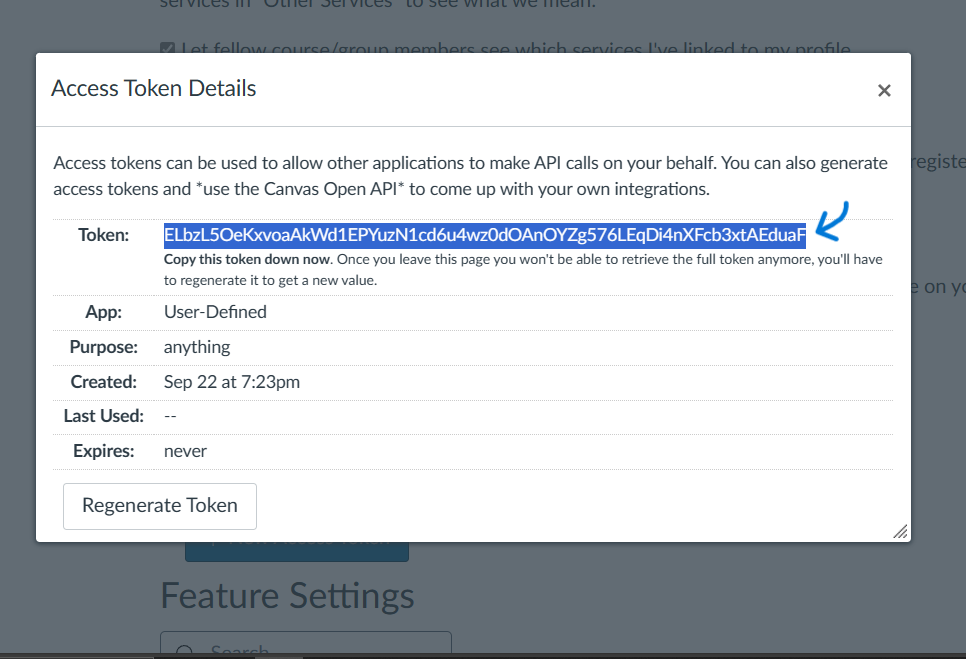 services in "Other Services" to see what we mean.
Let fellow course/group members see which services I've linked to my profile
Access Token Details
×
Access tokens can be used to allow other applications to make API calls on your behalf. You can also generate
access tokens and *use the Canvas Open API* to come up with your own integrations.
Token: ELbzL5OeKxvoaAkWd1EPYuzN1cd6u4wz0dOAnOYZg576LEqDi4nXFcb3xtAEduaF
Copy this token down now. Once you leave this page you won't be able to retrieve the full token anymore, you'll have
to regenerate it to get a new value.
App: User-Defined
Purpose: anything
Created: Sep 22 at 7:23pm
Last Used: --
Expires: never
Regenerate Token
Feature Settings
Search